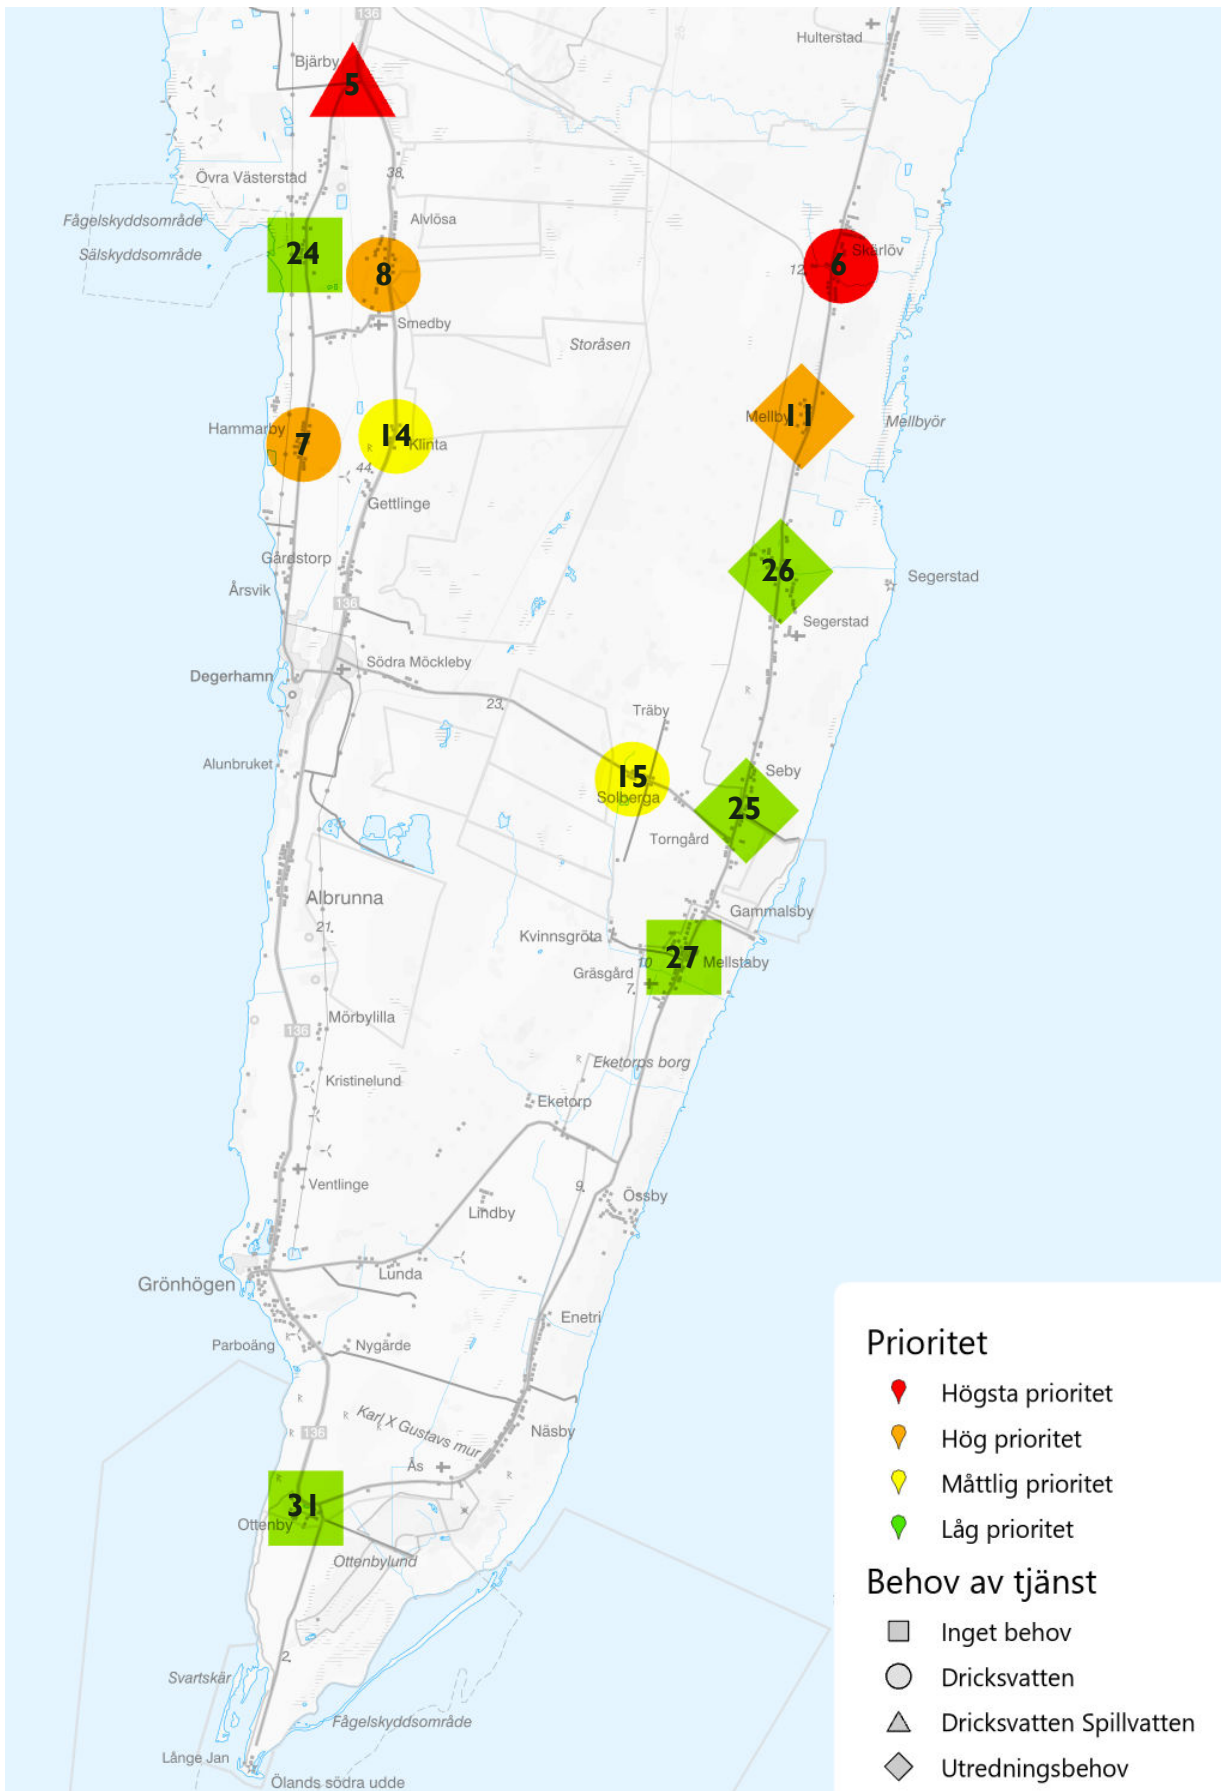 136
25
Hulterstad
Bjärby
5
Övra Västerstad
38
Fågelskyddsområde
Alvlösa
Sälskyddsområde
24
8
12
6
Skärlöv
Smedby
Storåsen
Hammarby
7
14
Klinta
Mellby
11
Mellbyör
44
Gettlinge
Gårdstorp
Årsvik
136
26
Segerstad
Segerstad
Södra Möckleby
Degerhamn
23
Träby
Alunbruket
15
Solberga
Seby
25
Torngård
Albrunna
21
Gammalsby
Kvinnsgröta
27
10
Mellstaby
Gräsgård
7
Mörbylilla
136
Eketorps borg
Kristinelund
Eketorp
Ventlinge
9
Össby
Lindby
Lunda
Grönhögen
Enetri
Parboäng
Nygärde
Karl X Gustavs mur
136
Näsby
Ås
31
Ottenby
Ottenbylund
2
Svartskär
Fågelskyddsområde
Långe Jan
Ölands södra udde
Prioritet
Högsta prioritet
Hög prioritet
Måttlig prioritet
Låg prioritet
Behov av tjänst
Inget behov
Dricksvatten
Dricksvatten Spillvatten
Utredningsbehov